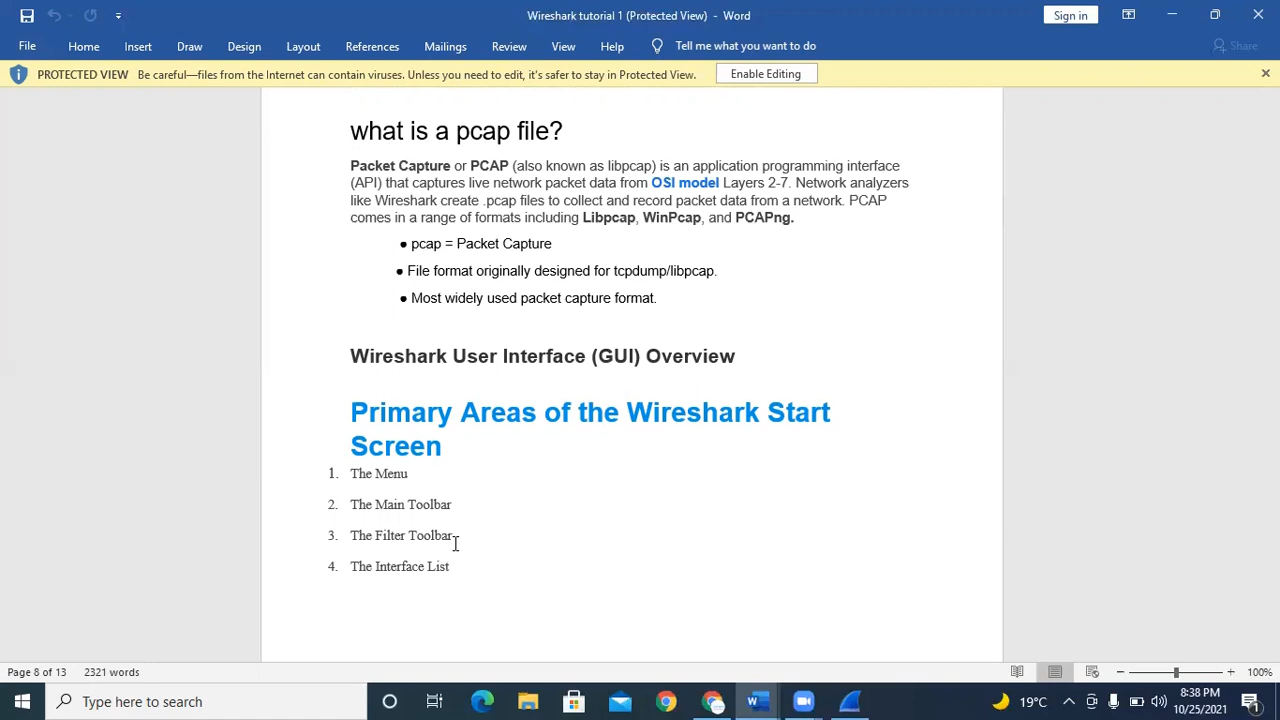 Wireshark tutorial 1 (Protected View) – Word
Sign in
File Home Insert Draw Design Layout References Mailings Review View Help Tell me what you want to do Share
PROTECTED VIEW Be careful—files from the Internet can contain viruses. Unless you need to edit, it's safer to stay in Protected View. Enable Editing
what is a pcap file?
Packet Capture or PCAP (also known as libpcap) is an application programming interface
(API) that captures live network packet data from OSI model Layers 2-7. Network analyzers
like Wireshark create .pcap files to collect and record packet data from a network. PCAP
comes in a range of formats including Libpcap, WinPcap, and PCAPng.
● pcap = Packet Capture
● File format originally designed for tcpdump/libpcap.
● Most widely used packet capture format.
Wireshark User Interface (GUI) Overview
Primary Areas of the Wireshark Start
Screen
1. The Menu
2. The Main Toolbar
3. The Filter Toolbar
4. The Interface List
Page 8 of 13 2321 words 100%
Type here to search 19°C 8:38 PM
10/25/2021 1